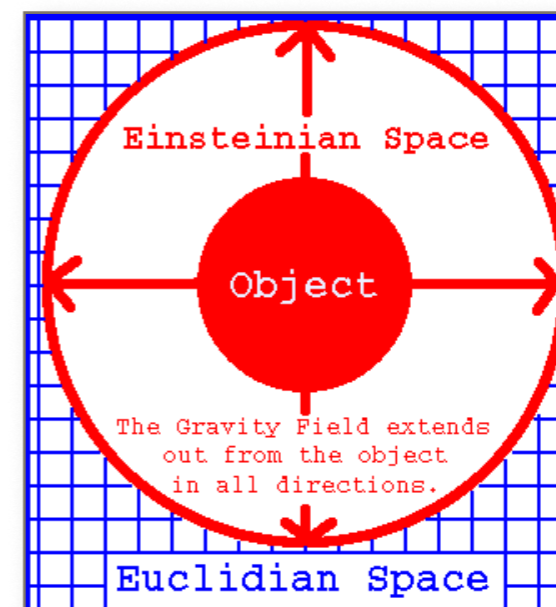 Einsteinian Space
Object
The Gravity Field extends
out from the object
in all directions.
Euclidian Space